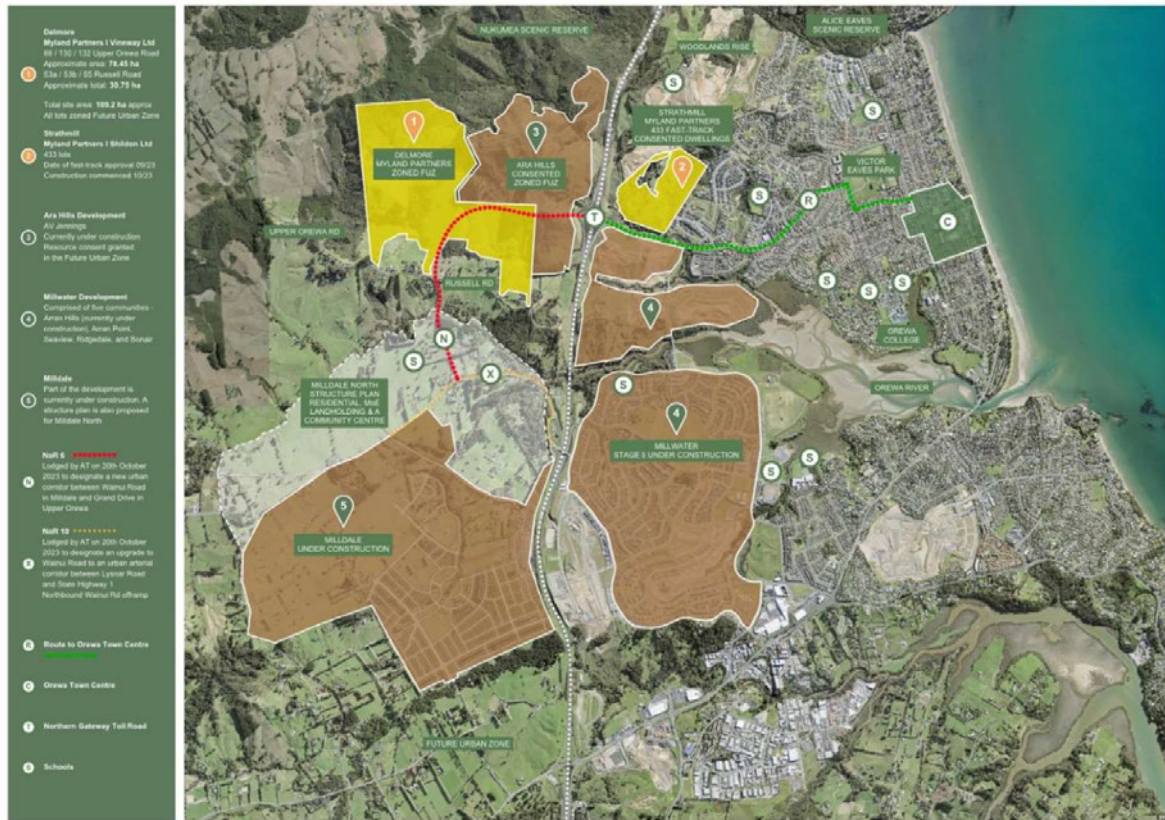 Delmore
Myland Partners I Vineway Ltd
88 / 130 / 132 Upper Orewa Road
Approximate area: 78.45 ha
53a / 53b / 55 Russell Road
Approximate total: 30.75 ha
Total site area: 109.2 ha approx
All lots zoned Future Urban Zone
1
Strathmill
Myland Partners I Shildon Ltd
433 lots
Date of fast-track approval 09/23
Construction commenced 10/23
2
Ara Hills Development
AV Jennings
Currently under construction
Resource consent granted
in the Future Urban Zone
3
Millwater Development
Comprised of five communities -
Arran Hills (currently under
construction), Arran Point,
Seaview, Ridgedale, and Bonair
4
Milldale
Part of the development is
currently under construction. A
structure plan is also proposed
for Milldale North
5
NoR 6
Lodged by AT on 20th October
2023 to designate a new urban
corridor between Wainui Road
in Milldale and Grand Drive in
Upper Orewa
N
NoR 10
Lodged by AT on 20th October
2023 to designate an upgrade to
Wainui Road to an urban arterial
corridor between Lysnar Road
and State Highway 1
Northbound Wainui Rd offramp
X
R Route to Orewa Town Centre
C Orewa Town Centre
T Northern Gateway Toll Road
S Schools
NUKUMEA SCENIC RESERVE
ALICE EAVES
SCENIC RESERVE
WOODLANDS RISE
S
S
1
DELMORE
MYLAND PARTNERS
ZONED FUZ
3
ARA HILLS
CONSENTED
ZONED FUZ
STRATHMILL
MYLAND PARTNERS
433 FAST-TRACK
CONSENTED DWELLINGS
2
VICTOR
EAVES PARK
S
R
T
C
UPPER OREWA RD
RUSSELL RD
S
S
S
4
OREWA
COLLEGE
N
S
X
MILLDALE NORTH
STRUCTURE PLAN
RESIDENTIAL, MoE
LANDHOLDING & A
COMMUNITY CENTRE
S
OREWA RIVER
4
MILLWATER
STAGE 5 UNDER CONSTRUCTION
S
S
5
MILLDALE
UNDER CONSTRUCTION
FUTURE URBAN ZONE